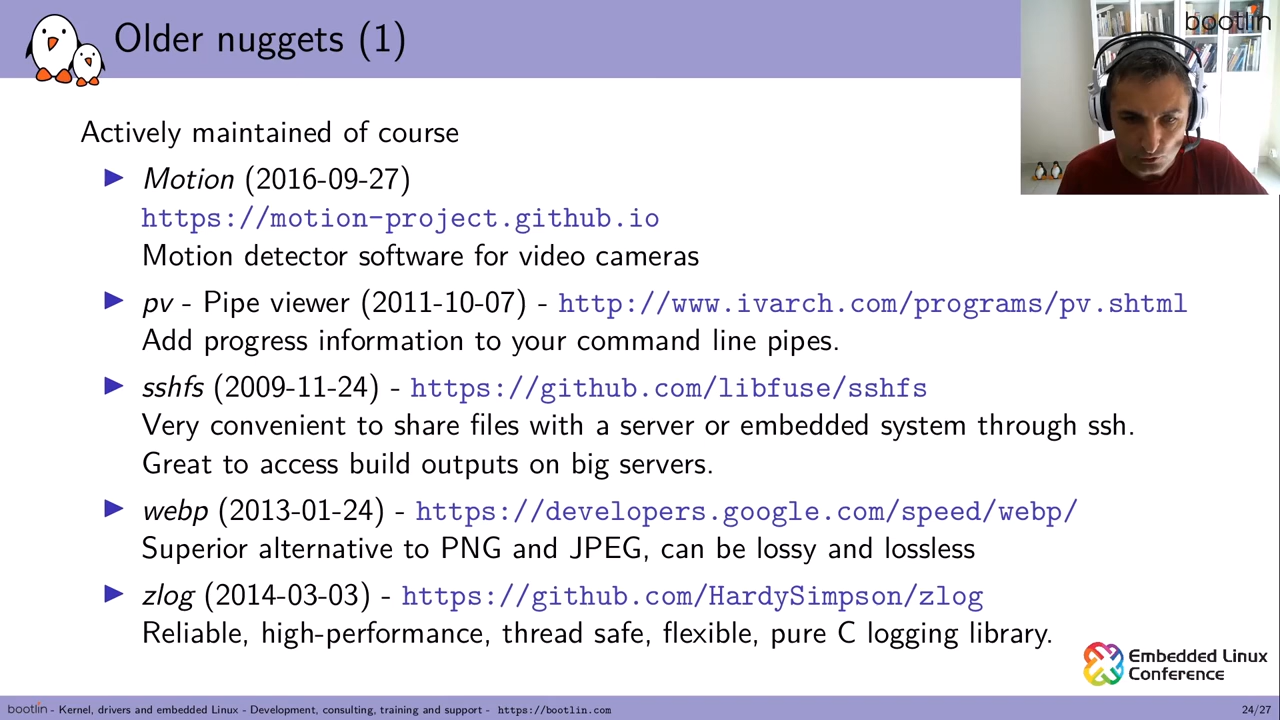 Older nuggets (1)
bootlin
Actively maintained of course
Motion (2016-09-27)
https://motion-project.github.io
Motion detector software for video cameras
pv - Pipe viewer (2011-10-07) - http://www.ivarch.com/programs/pv.shtml
Add progress information to your command line pipes.
sshfs (2009-11-24) - https://github.com/libfuse/sshfs
Very convenient to share files with a server or embedded system through ssh.
Great to access build outputs on big servers.
webp (2013-01-24) - https://developers.google.com/speed/webp/
Superior alternative to PNG and JPEG, can be lossy and lossless
zlog (2014-03-03) - https://github.com/HardySimpson/zlog
Reliable, high-performance, thread safe, flexible, pure C logging library.
Embedded Linux
Conference
bootlin - Kernel, drivers and embedded Linux - Development, consulting, training and support - https://bootlin.com
24/27